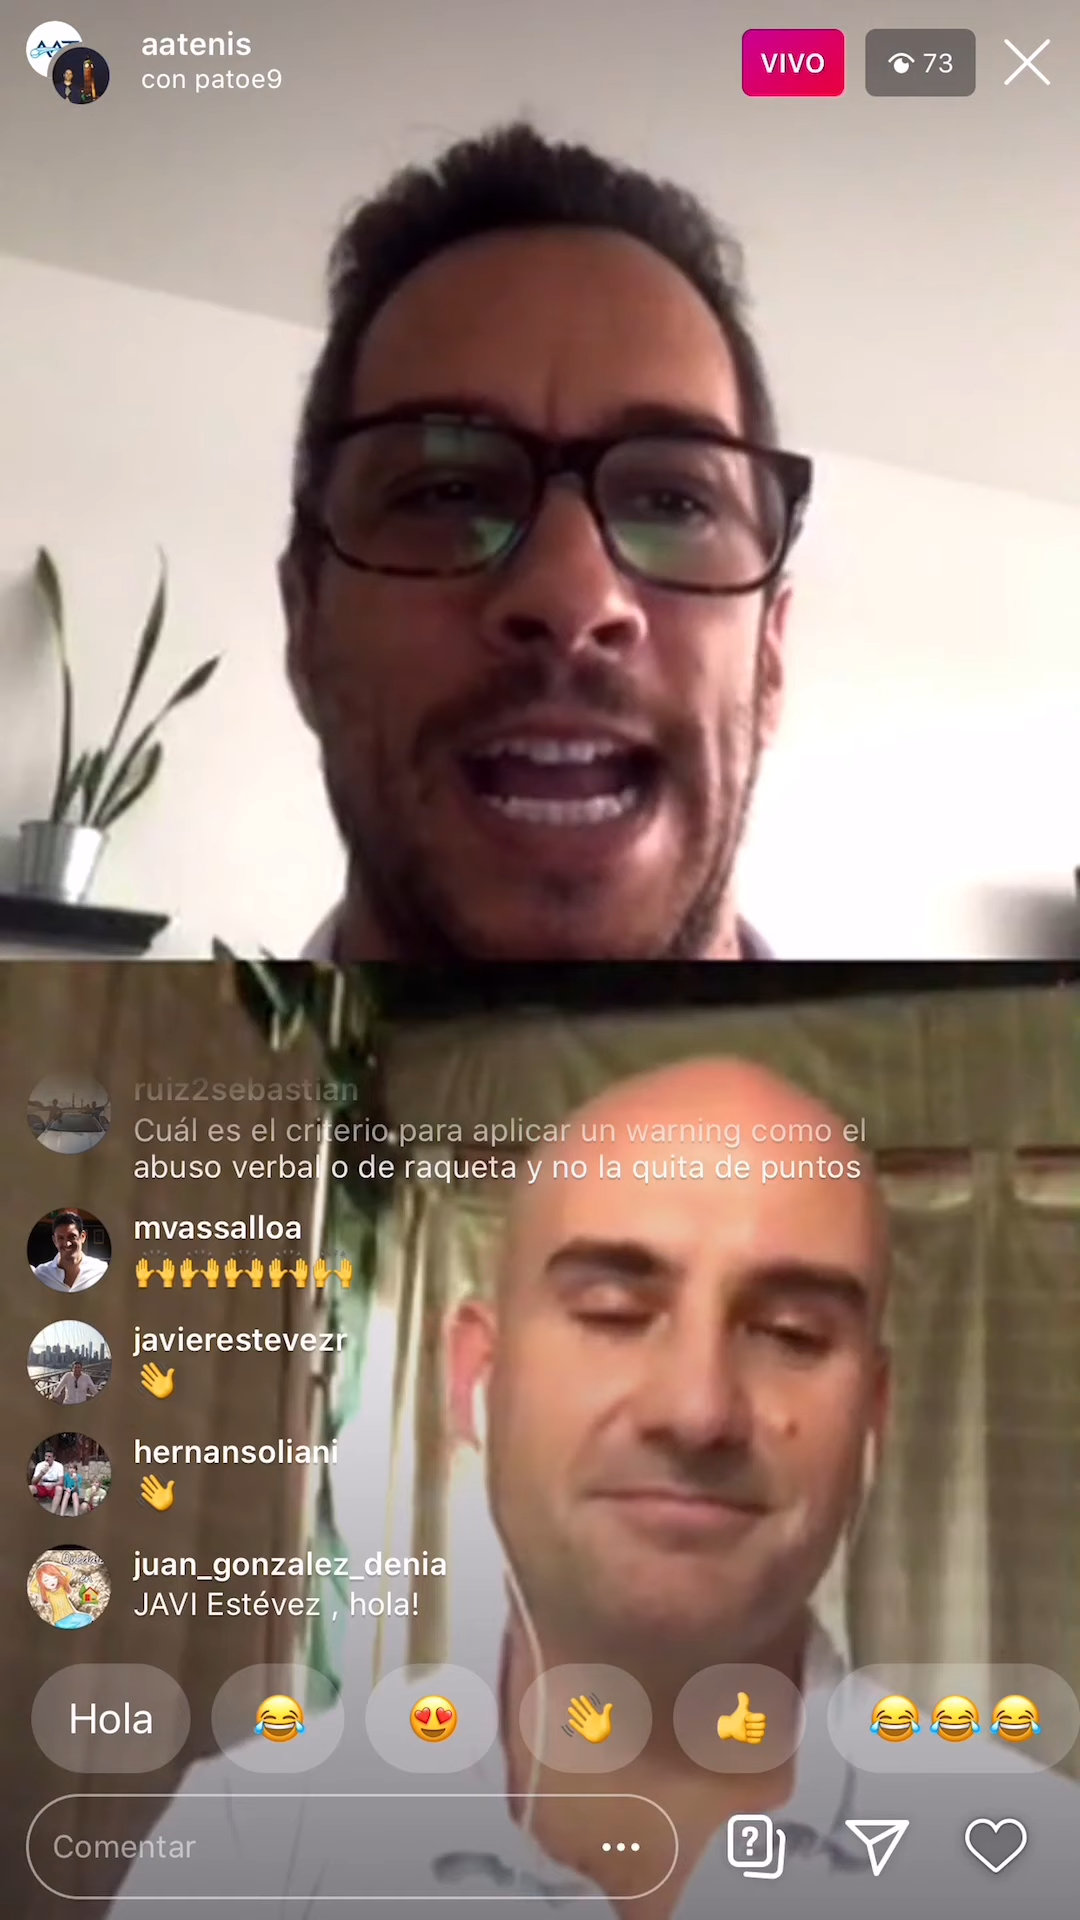 aatenis
con patoe9
VIVO
73
ruiz2sebastian
Cuál es el criterio para aplicar un warning como el
abuso verbal o de raqueta y no la quita de puntos
mvassalloa
🙌🙌🙌🙌🙌
javierestevezr
👋
hernansoliani
👋
juan_gonzalez_denia
JAVI Estévez , hola!
Hola 😂 😍 👋 👍 😂😂😂
Comentar